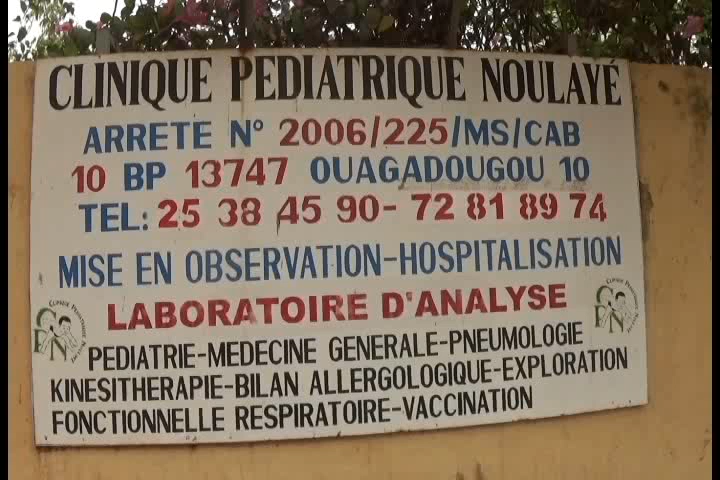 CLINIQUE PEDIATRIQUE NOULAYÉ
ARRETE N° 2006/225/MS/CAB
10 BP 13747 OUAGADOUGOU 10
TEL: 25 38 45 90- 72 81 89 74
MISE EN OBSERVATION-HOSPITALISATION
LABORATOIRE D'ANALYSE
PEDIATRIE-MEDECINE GENERALE-PNEUMOLOGIE
KINESITHERAPIE-BILAN ALLERGOLOGIQUE-EXPLORATION
FONCTIONNELLE RESPIRATOIRE-VACCINATION